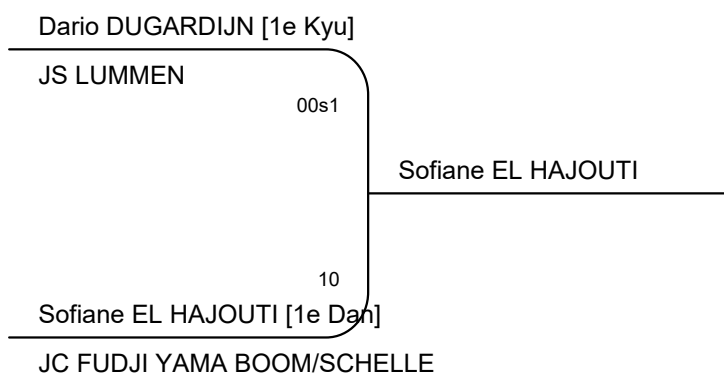 Dario DUGARDIJN [1e Kyu]
JS LUMMEN
00s1
Sofiane EL HAJOUTI
10
Sofiane EL HAJOUTI [1e Dan]
JC FUDJI YAMA BOOM/SCHELLE